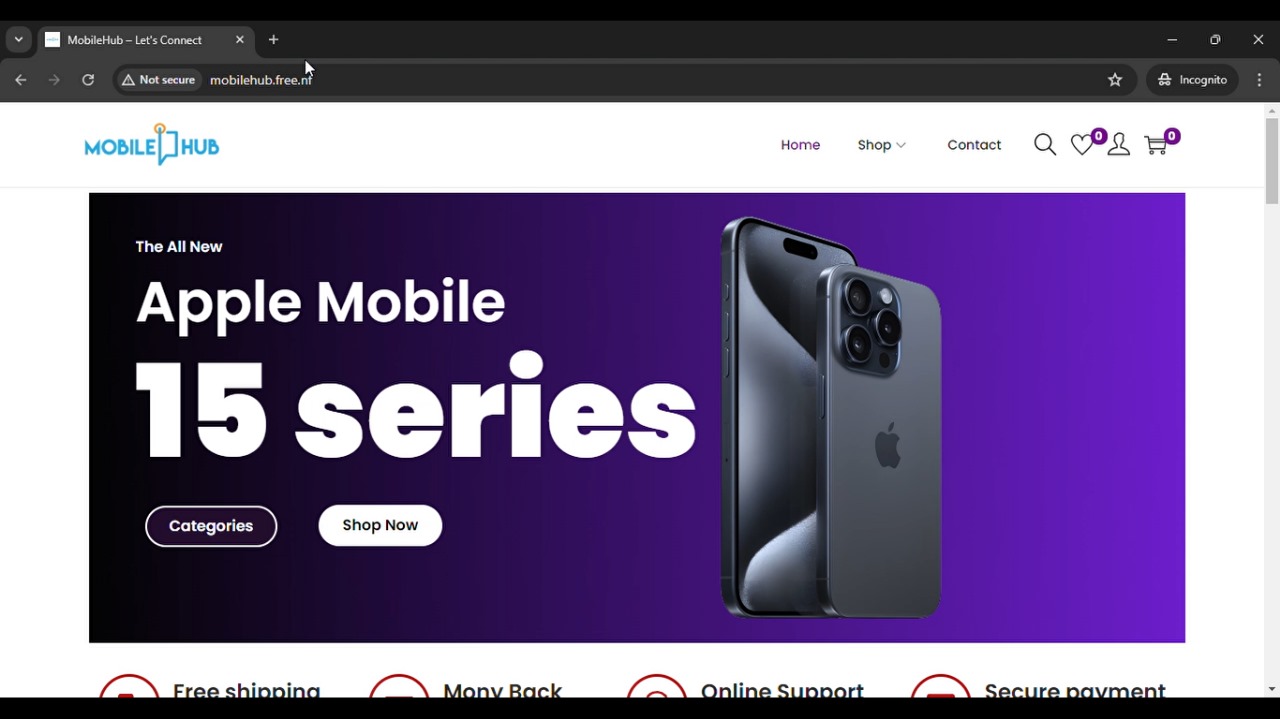 MobileHub – Let's Connect
Not secure
mobilehub.free.nf
Incognito
MOBILE HUB
Home
Shop
Contact
0
0
The All New
Apple Mobile
15 series
Categories
Shop Now
Free shipping
Mony Back
Online Support
Secure payment